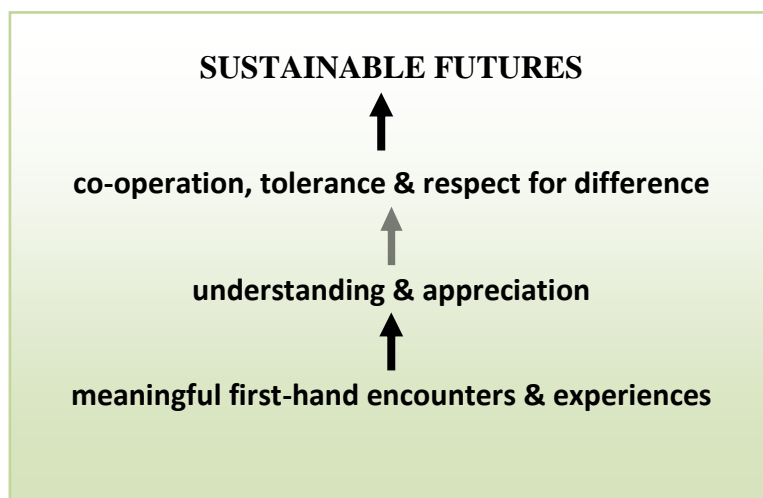 SUSTAINABLE FUTURES
co-operation, tolerance & respect for difference
understanding & appreciation
meaningful first-hand encounters & experiences